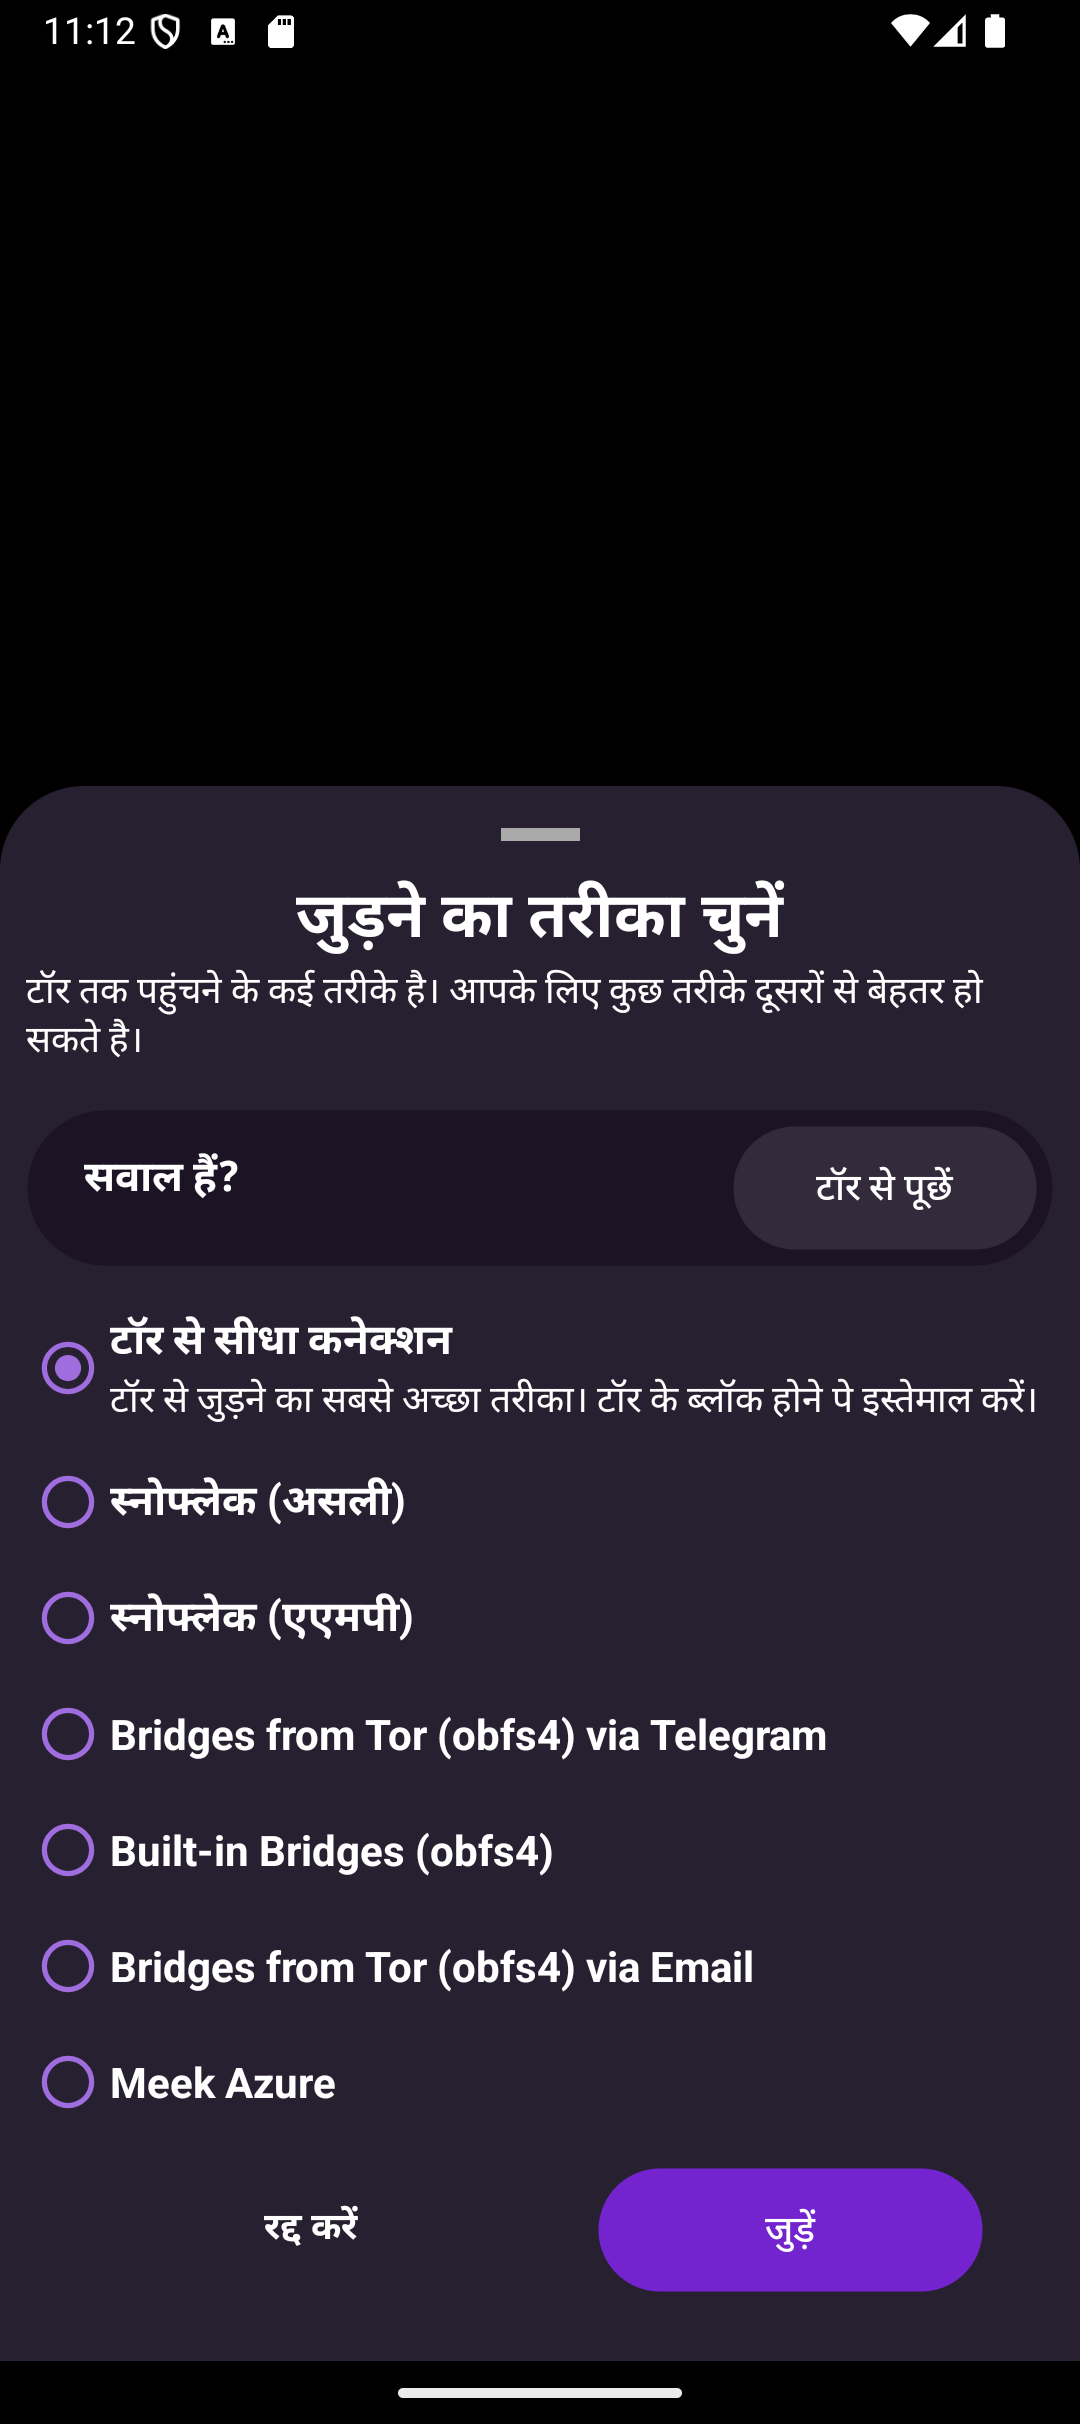 11:12
जुड़ने का तरीका चुनें
टॉर तक पहुंचने के कई तरीके है। आपके लिए कुछ तरीके दूसरों से बेहतर हो
सकते है।
सवाल हैं?
टॉर से पूछें
टॉर से सीधा कनेक्शन
टॉर से जुड़ने का सबसे अच्छा तरीका। टॉर के ब्लॉक होने पे इस्तेमाल करें।
स्नोफ्लेक (असली)
स्नोफ्लेक (एएमपी)
Bridges from Tor (obfs4) via Telegram
Built-in Bridges (obfs4)
Bridges from Tor (obfs4) via Email
Meek Azure
रद्द करें
जुड़ें